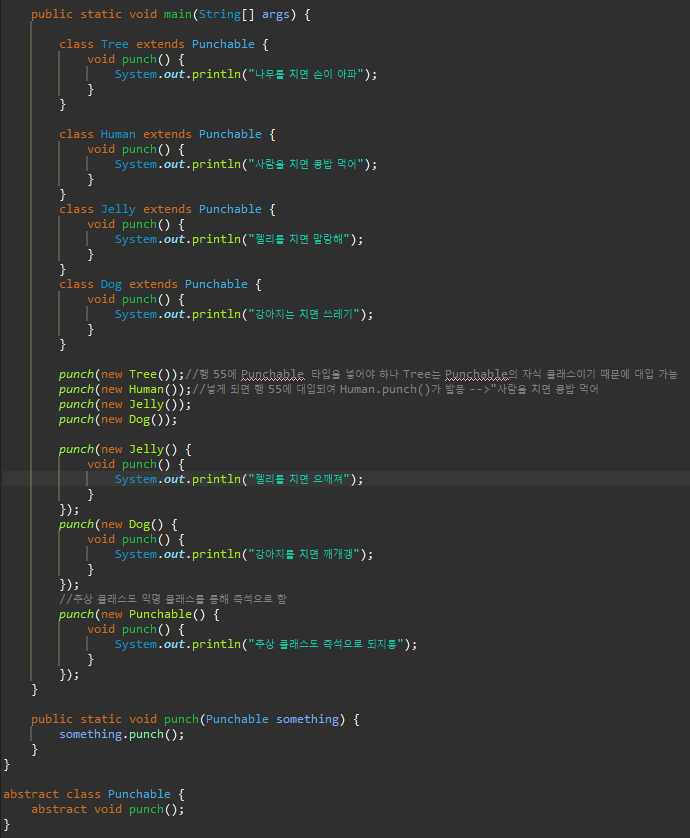 public static void main(String[] args) {
class Tree extends Punchable {
void punch() {
System.out.println("나무를 치면 손이 아파");
}
}
class Human extends Punchable {
void punch() {
System.out.println("사람을 치면 콩밥 먹어");
}
}
class Jelly extends Punchable {
void punch() {
System.out.println("젤리를 치면 말랑해");
}
}
class Dog extends Punchable {
void punch() {
System.out.println("강아지는 치면 쓰레기");
}
}
punch(new Tree());//행 55에 Punchable 타입을 넣어야 하나 Tree는 Punchable의 자식 클래스이기 때문에 대입 가능
punch(new Human());//넣게 되면 행 55에 대입되여 Human.punch()가 발동 -->"사람을 치면 콩밥 먹어
punch(new Jelly());
punch(new Dog());
punch(new Jelly() {
void punch() {
System.out.println("젤리를 치면 으깨져");
}
});
punch(new Dog() {
void punch() {
System.out.println("강아지를 치면 깨개갱");
}
});
//추상 클래스도 익명 클래스를 통해 즉석으로 함
punch(new Punchable() {
void punch() {
System.out.println("추상 클래스도 즉석으로 되지롱");
}
});
}
public static void punch(Punchable something) {
something.punch();
}
}
abstract class Punchable {
abstract void punch();
}